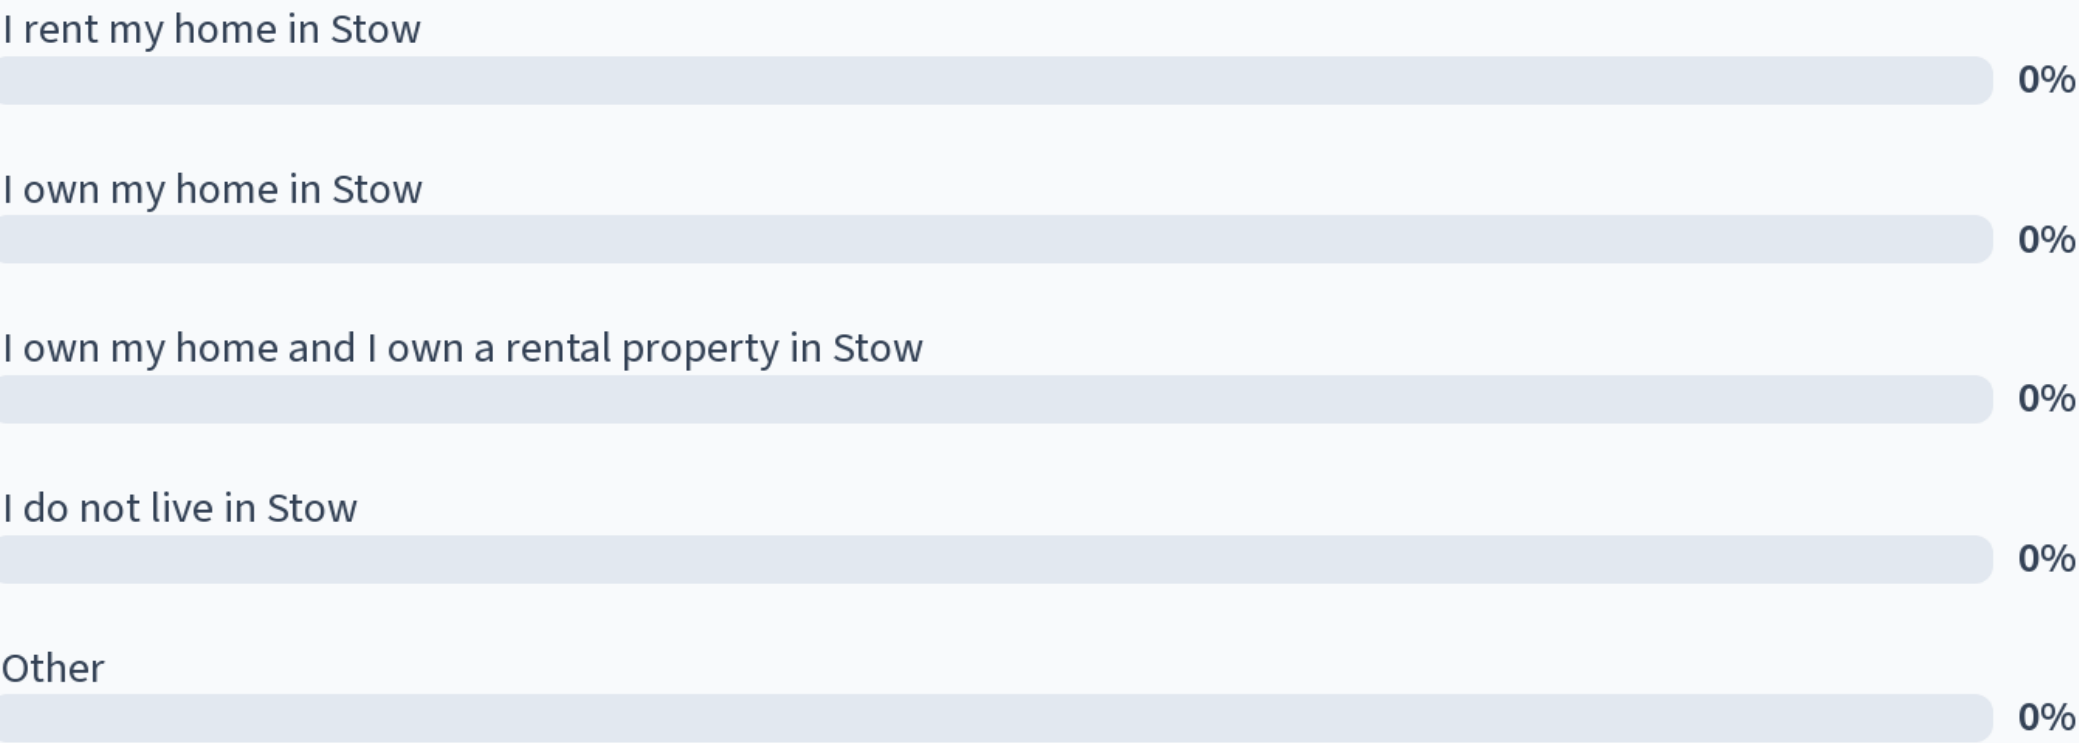 I rent my home in Stow
0%
I own my home in Stow
0%
I own my home and I own a rental property in Stow
0%
I do not live in Stow
0%
Other
0%